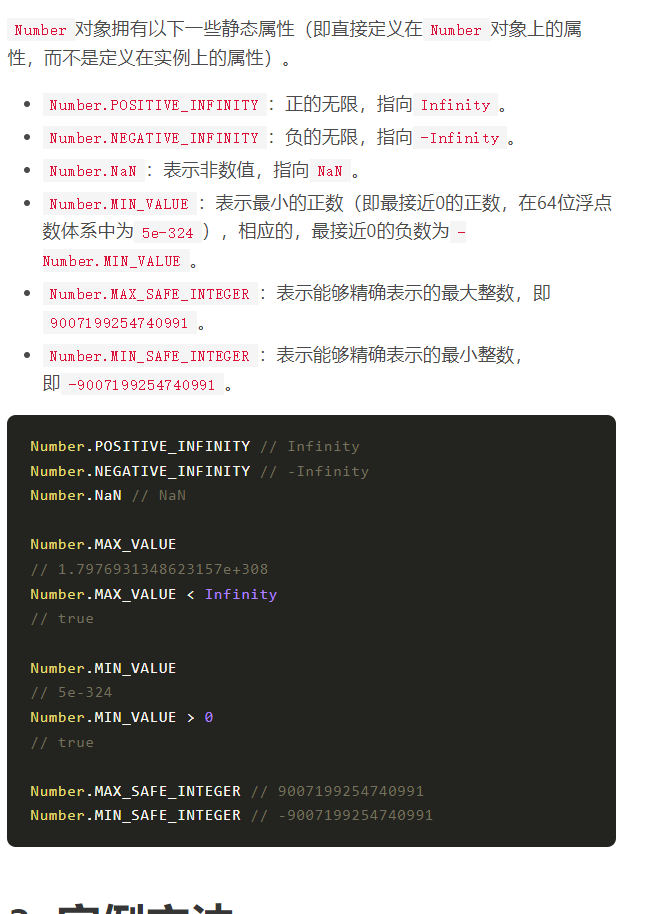 Number 对象拥有以下一些静态属性（即直接定义在 Number 对象上的属
性，而不是定义在实例上的属性）。
Number.POSITIVE_INFINITY ：正的无限，指向 Infinity 。
Number.NEGATIVE_INFINITY ：负的无限，指向 -Infinity 。
Number.NaN ：表示非数值，指向 NaN 。
Number.MIN_VALUE ：表示最小的正数（即最接近0的正数，在64位浮点
数体系中为 5e-324 ），相应的，最接近0的负数为 -
Number.MIN_VALUE 。
Number.MAX_SAFE_INTEGER ：表示能够精确表示的最大整数，即
9007199254740991 。
Number.MIN_SAFE_INTEGER ：表示能够精确表示的最小整数，
即 -9007199254740991 。
Number.POSITIVE_INFINITY // Infinity
Number.NEGATIVE_INFINITY // -Infinity
Number.NaN // NaN
Number.MAX_VALUE
// 1.7976931348623157e+308
Number.MAX_VALUE < Infinity
// true
Number.MIN_VALUE
// 5e-324
Number.MIN_VALUE > 0
// true
Number.MAX_SAFE_INTEGER // 9007199254740991
Number.MIN_SAFE_INTEGER // -9007199254740991